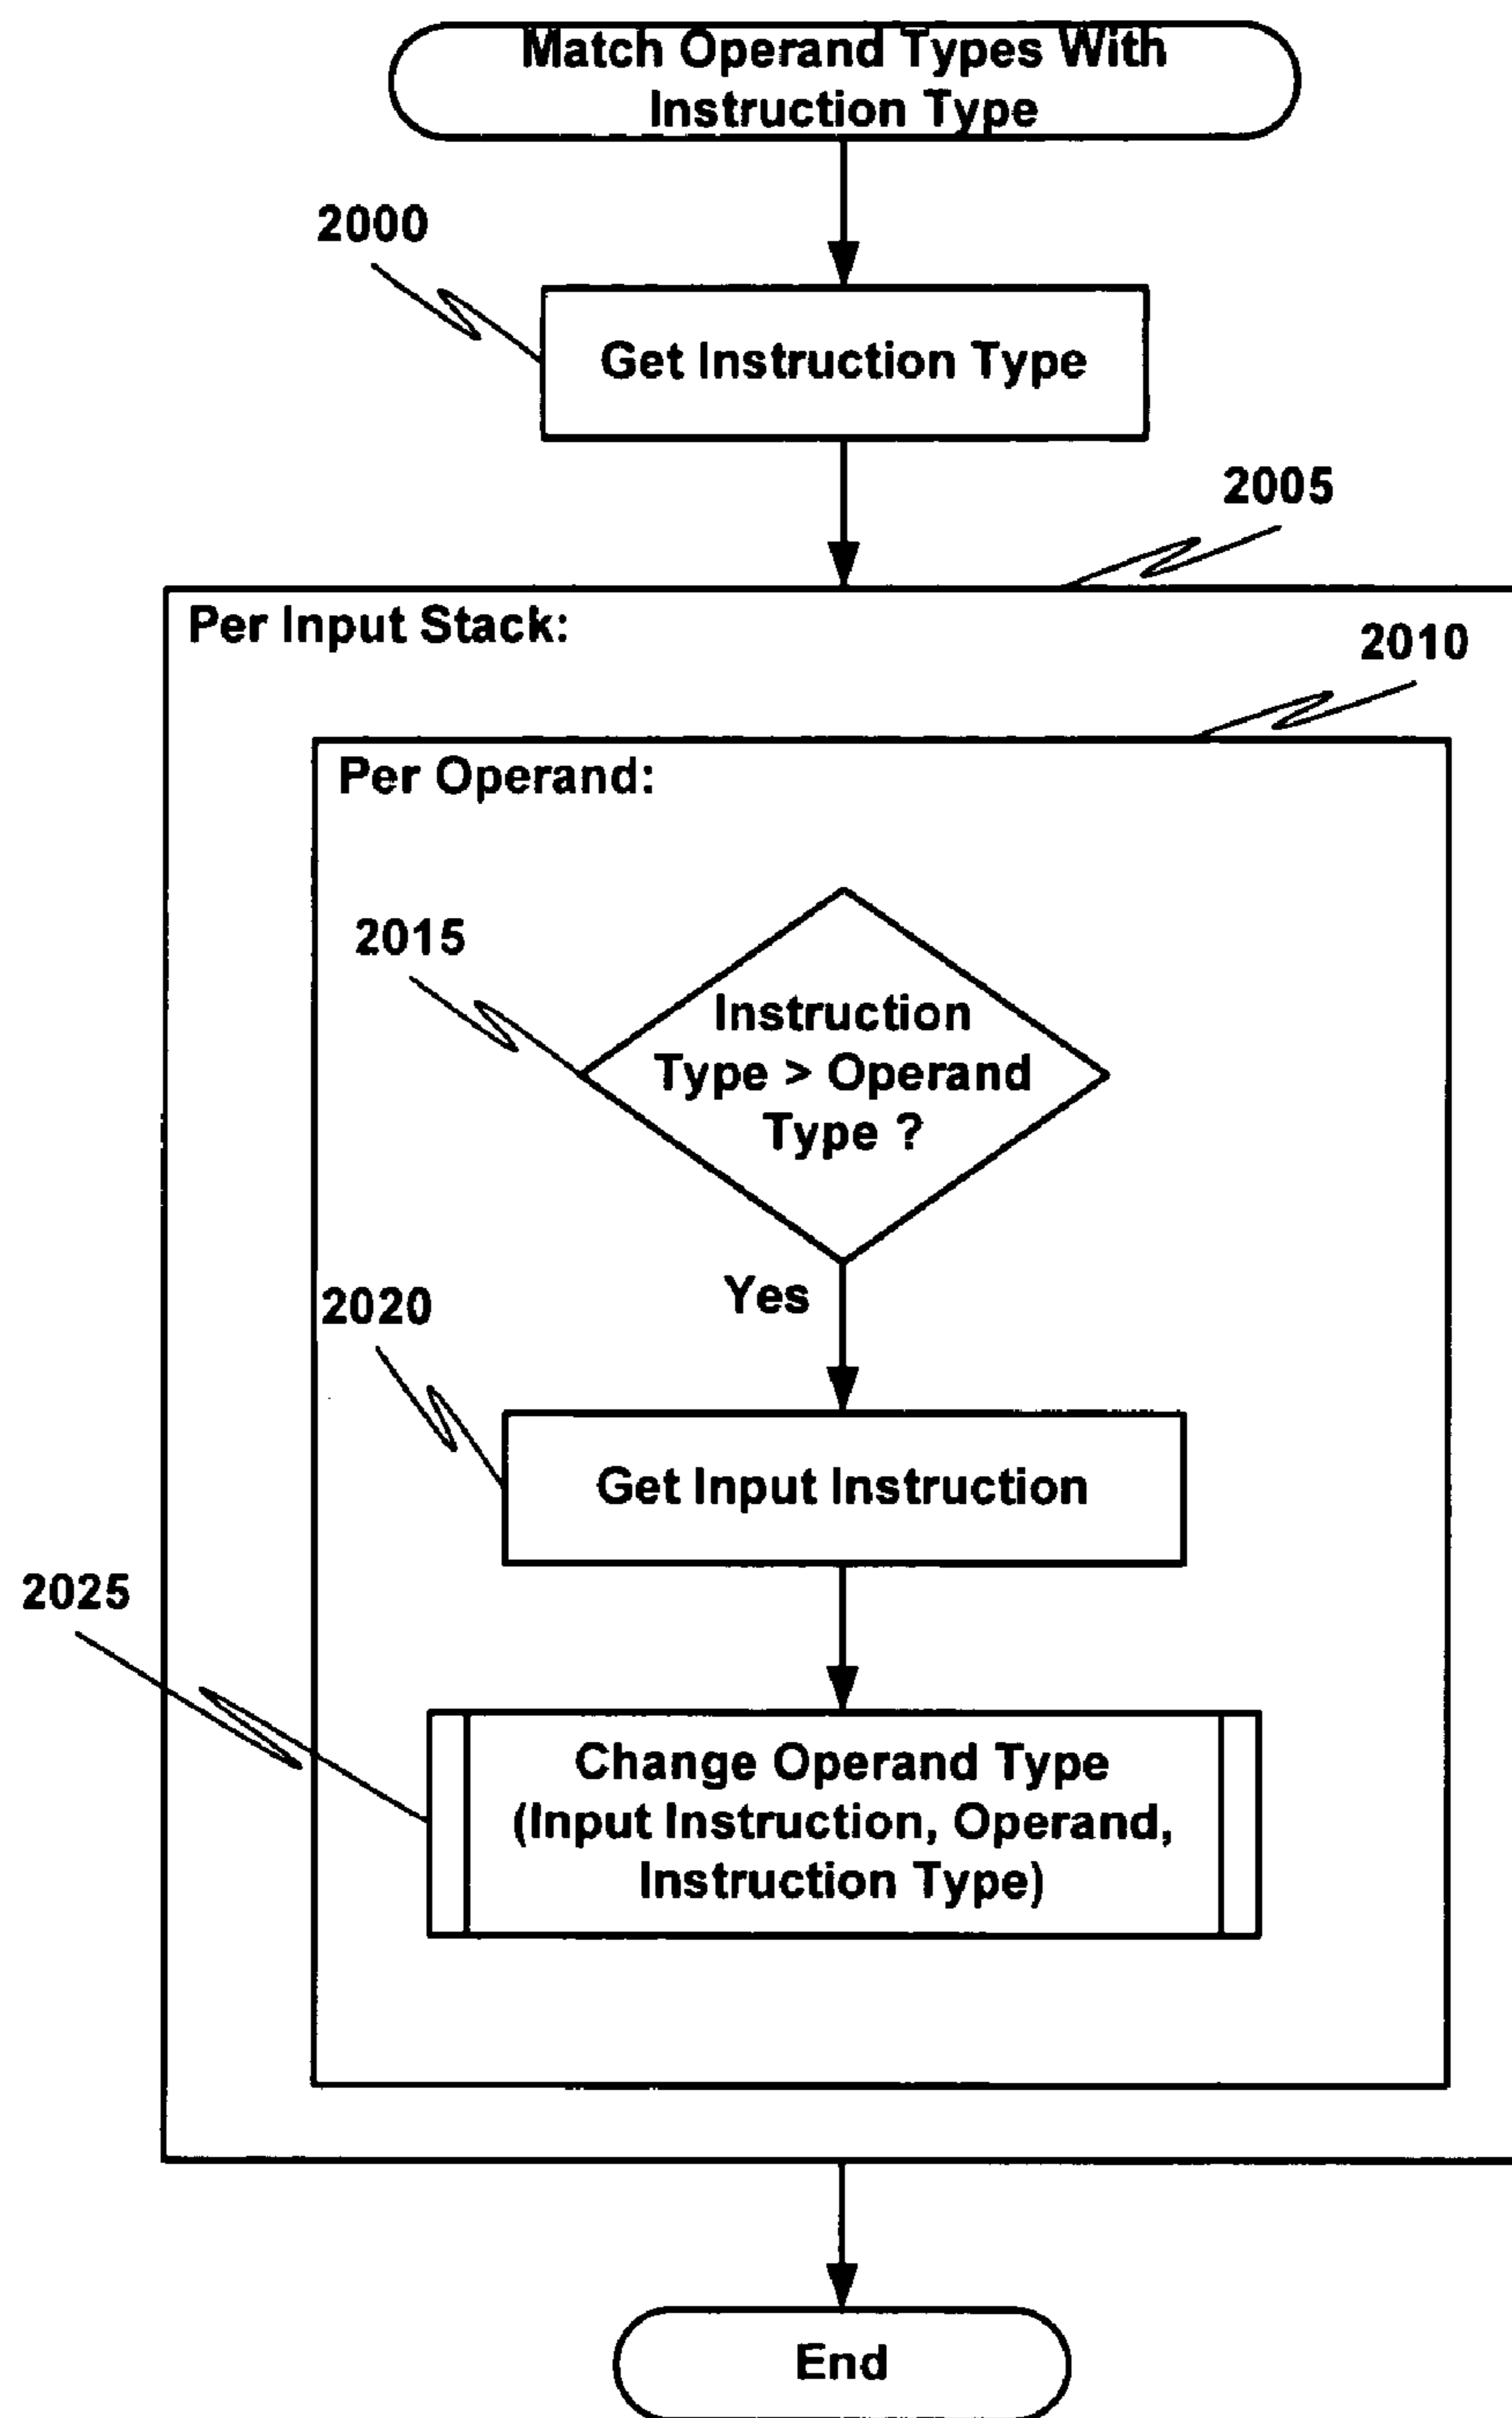 Match Operand Types With
Instruction Type
2000
Get Instruction Type
2005
Per Input Stack:
2010
Per Operand:
2015
Instruction
Type > Operand
Type ?
Yes
2020
Get Input Instruction
2025
Change Operand Type
(Input Instruction, Operand,
Instruction Type)
End